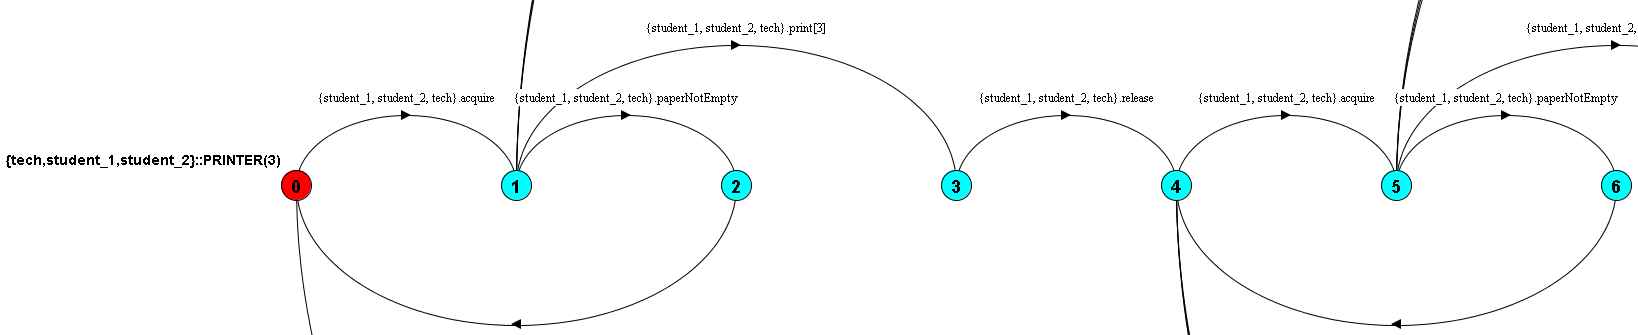 {student_1, student_2, tech}.print[3]
{student_1, student_2,
{student_1, student_2, tech}.acquire
{student_1, student_2, tech}.paperNotEmpty
{student_1, student_2, tech}.release
{student_1, student_2, tech}.acquire
{student_1, student_2, tech}.paperNotEmpty
{tech,student_1,student_2}::PRINTER(3)
0
1
2
3
4
5
6